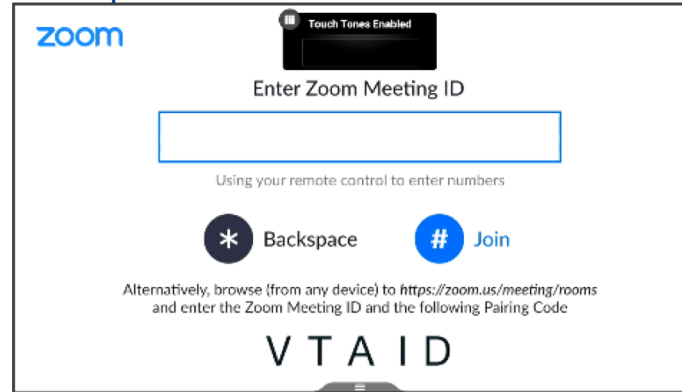 zoom
Touch Tones Enabled
Enter Zoom Meeting ID
Using your remote control to enter numbers
* Backspace # Join
Alternatively, browse (from any device) to https://zoom.us/meeting/rooms
and enter the Zoom Meeting ID and the following Pairing Code
V T A I D